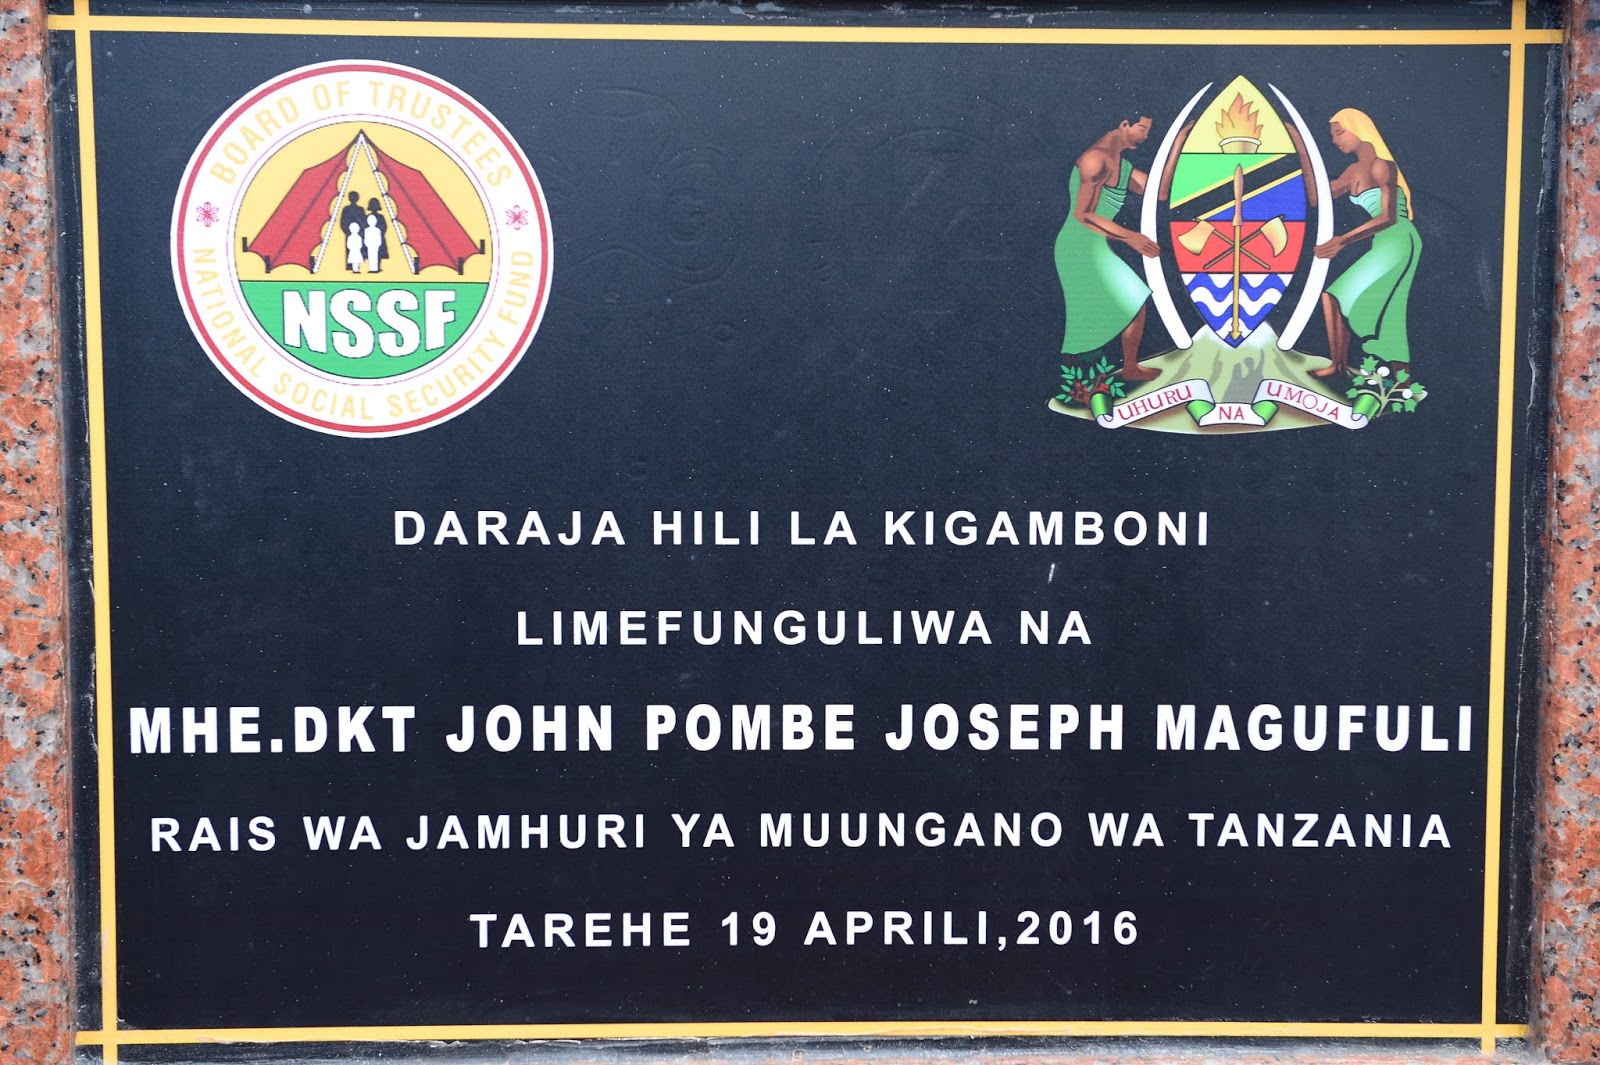 BOARD OF TRUSTEES
NATIONAL SOCIAL SECURITY FUND
NSSF
UHURU NA UMOJA
DARAJA HILI LA KIGAMBONI
LIMEFUNGULIWA NA
MHE.DKT JOHN POMBE JOSEPH MAGUFULI
RAIS WA JAMHURI YA MUUNGANO WA TANZANIA
TAREHE 19 APRILI,2016